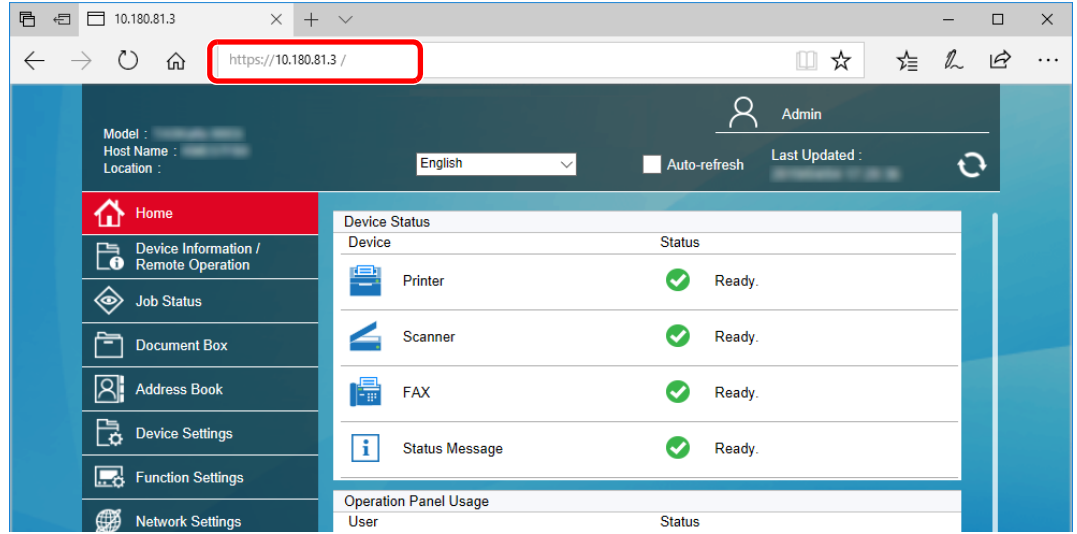 10.180.81.3
https://10.180.81.3 /
Admin
Model :
Host Name :
Location :
English
Auto-refresh
Last Updated :
Home
Device Information /
Remote Operation
Job Status
Document Box
Address Book
Device Settings
Function Settings
Network Settings
Device Status
Device Status
Printer Ready.
Scanner Ready.
FAX Ready.
Status Message Ready.
Operation Panel Usage
User Status